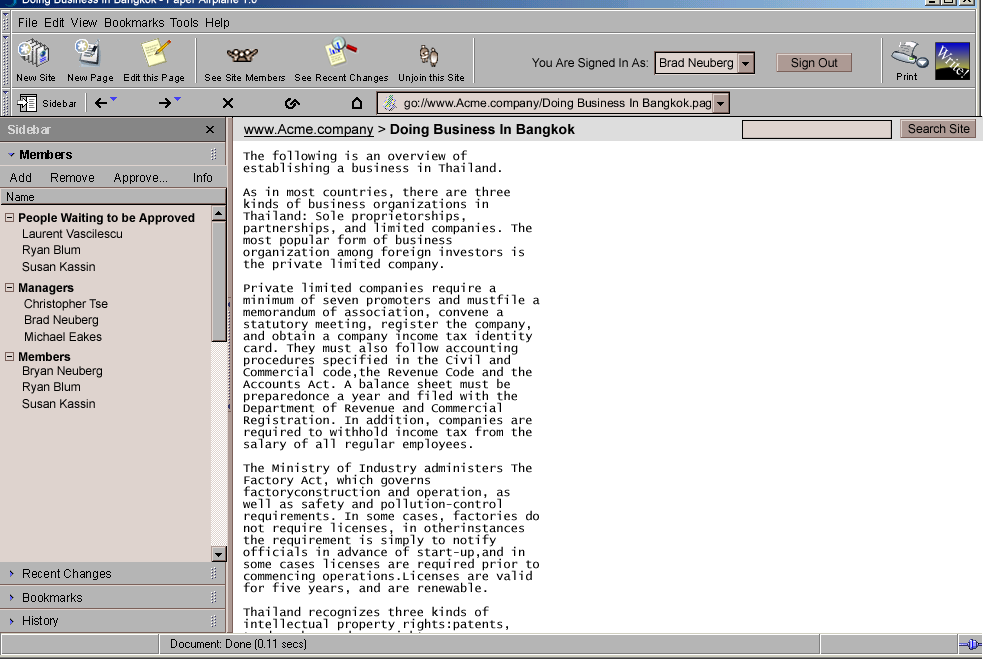 Doing Business In Bangkok - Paper Airplane 1.0
File Edit View Bookmarks Tools Help
New Site New Page Edit this Page See Site Members See Recent Changes Unjoin this Site
You Are Signed In As: Brad Neuberg Sign Out Print Write!
Sidebar go://www.Acme.company/Doing Business In Bangkok.pag
Sidebar
www.Acme.company > Doing Business In Bangkok Search Site
Members
Add Remove Approve... Info
Name
People Waiting to be Approved
Laurent Vascilescu
Ryan Blum
Susan Kassin
Managers
Christopher Tse
Brad Neuberg
Michael Eakes
Members
Bryan Neuberg
Ryan Blum
Susan Kassin
Recent Changes
Bookmarks
History
The following is an overview of
establishing a business in Thailand.
As in most countries, there are three
kinds of business organizations in
Thailand: Sole proprietorships,
partnerships, and limited companies. The
most popular form of business
organization among foreign investors is
the private limited company.
Private limited companies require a
minimum of seven promoters and mustfile a
memorandum of association, convene a
statutory meeting, register the company,
and obtain a company income tax identity
card. They must also follow accounting
procedures specified in the Civil and
Commercial code,the Revenue Code and the
Accounts Act. A balance sheet must be
preparedonce a year and filed with the
Department of Revenue and Commercial
Registration. In addition, companies are
required to withhold income tax from the
salary of all regular employees.
The Ministry of Industry administers The
Factory Act, which governs
factoryconstruction and operation, as
well as safety and pollution-control
requirements. In some cases, factories do
not require licenses, in otherinstances
the requirement is simply to notify
officials in advance of start-up,and in
some cases licenses are required prior to
commencing operations.Licenses are valid
for five years, and are renewable.
Thailand recognizes three kinds of
intellectual property rights:patents,
Document: Done (0.11 secs)